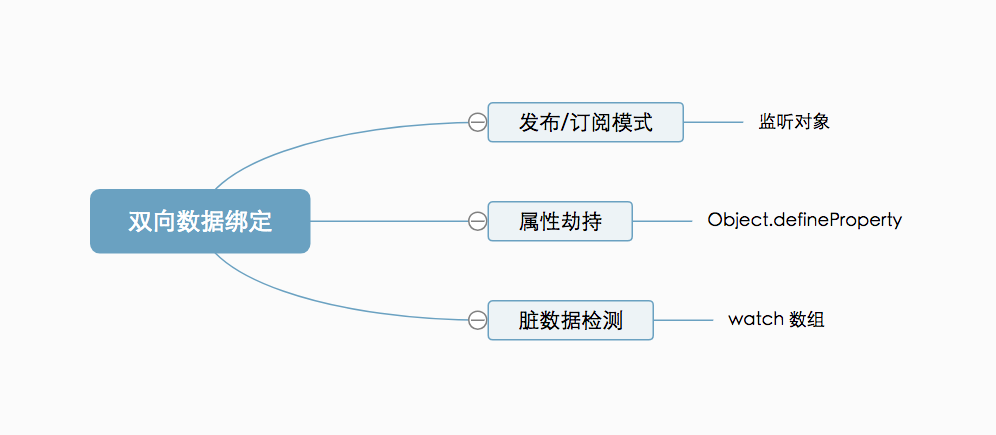 发布/订阅模式
监听对象
双向数据绑定
属性劫持
Object.defineProperty
脏数据检测
watch 数组